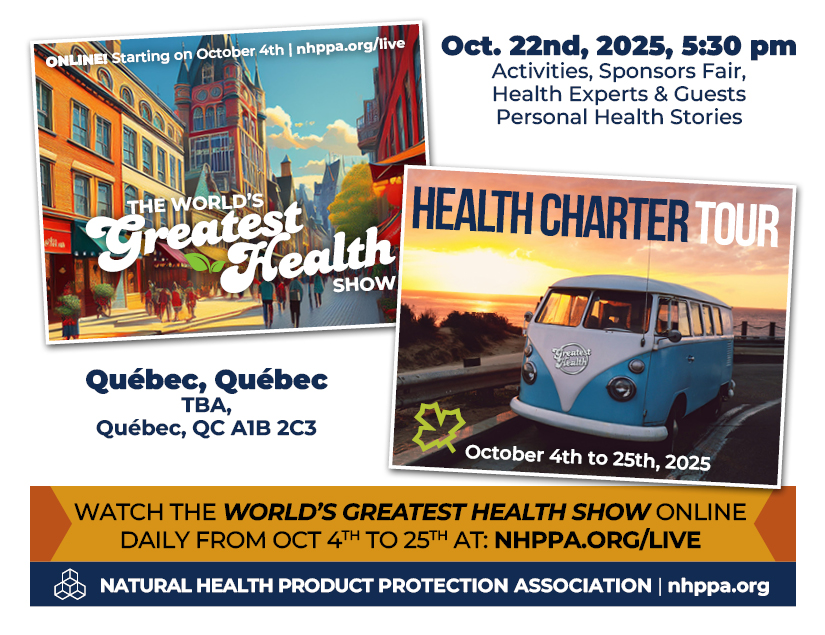 ONLINE! Starting on October 4th | nhppa.org/live
THE WORLD'S
Greatest
Health
SHOW
Oct. 22nd, 2025, 5:30 pm
Activities, Sponsors Fair,
Health Experts & Guests
Personal Health Stories
HEALTH CHARTER TOUR
Greatest
Health
October 4th to 25th, 2025
Québec, Québec
TBA,
Québec, QC A1B 2C3
WATCH THE WORLD'S GREATEST HEALTH SHOW ONLINE
DAILY FROM OCT 4TH TO 25TH AT: NHPPA.ORG/LIVE
NATURAL HEALTH PRODUCT PROTECTION ASSOCIATION | nhppa.org